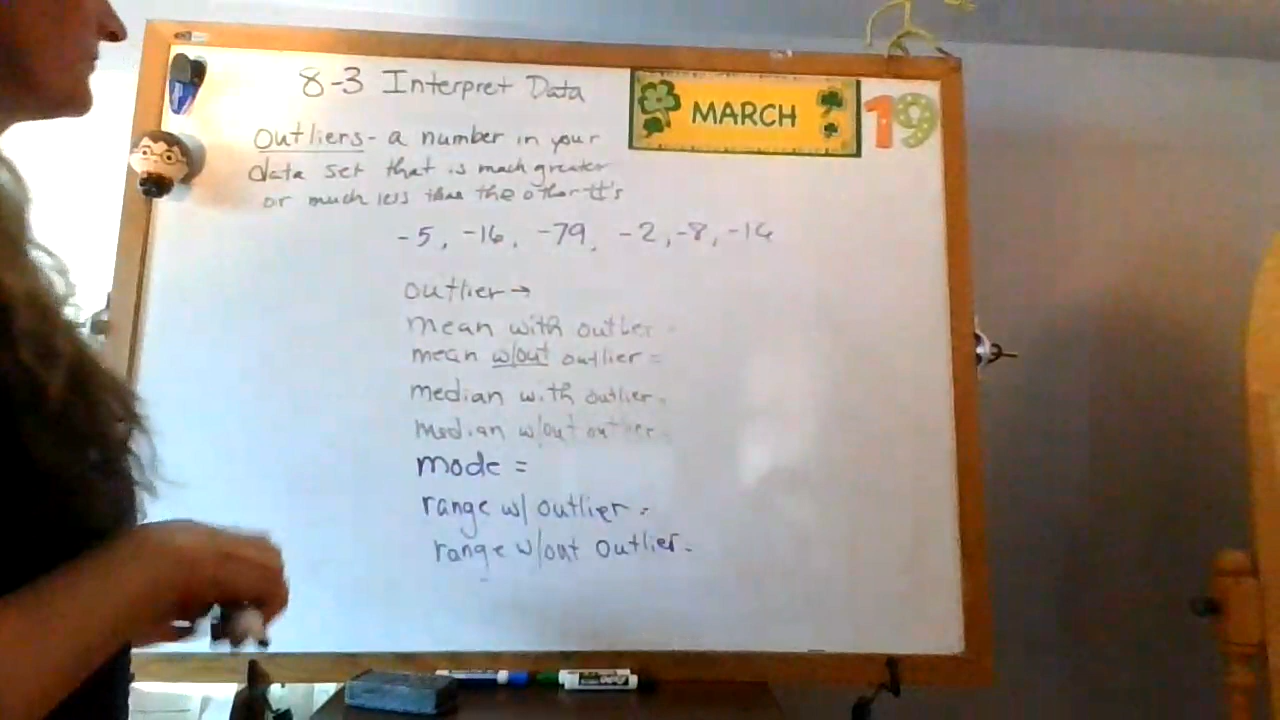 8-3 Interpret Data
MARCH 19
Outliers - a number in your
data set that is much greater
or much less than the other #'s
-5, -16, -79, -2, -8, -16
outlier →
mean with outlier =
mean w/out outlier =
median with outlier =
median w/out outlier =
mode =
range w/ outlier =
range w/out outlier =